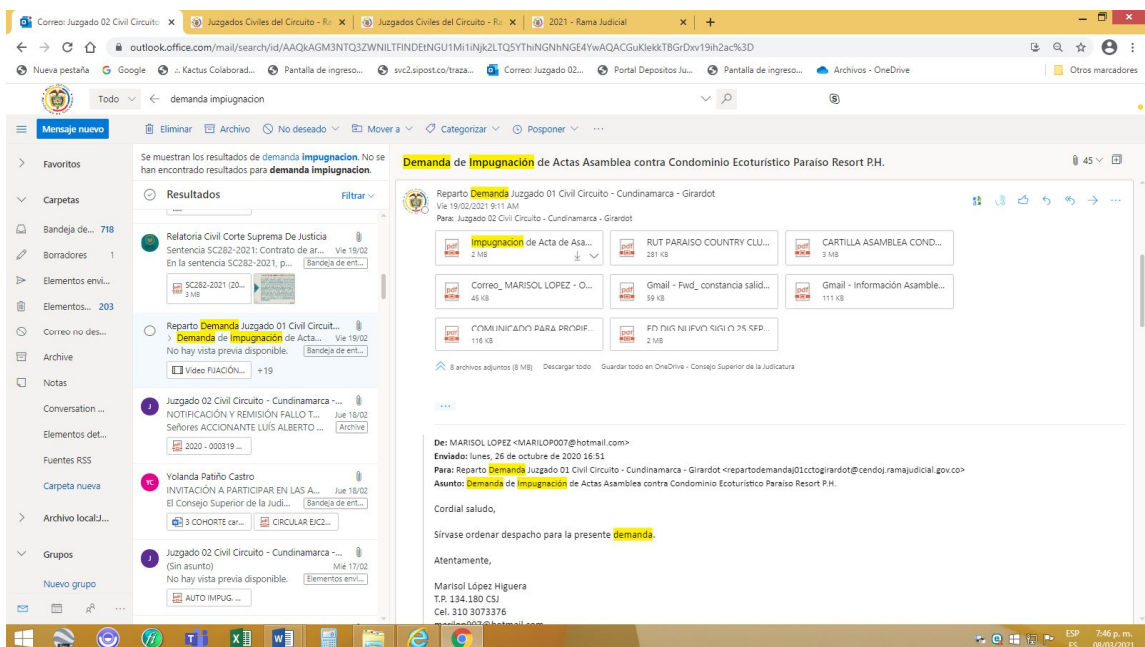 Correo: Juzgado 02 Civil Circuito
Juzgados Civiles del Circuito - Ra
Juzgados Civiles del Circuito - Ra
2021 - Rama Judicial
outlook.office.com/mail/search/id/AAQkAGM3NTQ3ZWNILTFINDEtNGU1Mi1iNjk2LTQ5YThiNGNhNGE4YwAQACGuKlekkTBGrDxv19ih2ac%3D
Nueva pestaña
Google
.: Kactus Colaborad...
Pantalla de ingreso...
svc2.sipost.co/traza...
Correo: Juzgado 02...
Portal Depositos Ju...
Pantalla de ingreso...
Archivos - OneDrive
Otros marcadores
Todo
demanda impiugnacion
Mensaje nuevo
Eliminar
Archivo
No deseado
Mover a
Categorizar
Posponer
Favoritos
Carpetas
Bandeja de... 718
Borradores 1
Elementos envi...
Elementos... 203
Correo no des...
Archive
Notas
Conversation ...
Elementos det...
Fuentes RSS
Carpeta nueva
Archivo local:J...
Grupos
Nuevo grupo
Se muestran los resultados de demanda impugnacion. No se
han encontrado resultados para demanda impiugnacion.
Resultados
Filtrar
Relatoria Civil Corte Suprema De Justicia
Sentencia SC282-2021: Contrato de ar... Vie 19/02
En la sentencia SC282-2021, p... Bandeja de ent...
SC282-2021 (20...
3 MB
Reparto Demanda Juzgado 01 Civil Circuit...
> Demanda de Impugnación de Acta... Vie 19/02
No hay vista previa disponible. Bandeja de ent...
Video FIJACIÓN... +19
Juzgado 02 Civil Circuito - Cundinamarca -...
NOTIFICACIÓN Y REMISIÓN FALLO T... Jue 18/02
Señores ACCIONANTE LUÍS ALBERTO ... Archive
2020 - 000319 ...
YC
Yolanda Patiño Castro
INVITACIÓN A PARTICIPAR EN LAS A... Jue 18/02
El Consejo Superior de la Judi... Bandeja de ent...
3 COHORTE car...
CIRCULAR EJC2...
Juzgado 02 Civil Circuito - Cundinamarca -...
(Sin asunto) Mié 17/02
No hay vista previa disponible. Elementos envi...
AUTO IMPUG. ...
Demanda de Impugnación de Actas Asamblea contra Condominio Ecoturístico Paraíso Resort P.H.
45
Reparto Demanda Juzgado 01 Civil Circuito - Cundinamarca - Girardot
Vie 19/02/2021 9:11 AM
Para: Juzgado 02 Civil Circuito - Cundinamarca - Girardot
Impugnacion de Acta de Asa...
2 MB
RUT PARAISO COUNTRY CLU...
281 KB
CARTILLA ASAMBLEA COND...
3 MB
Correo_ MARISOL LOPEZ - O...
45 KB
Gmail - Fwd_ constancia salid...
59 KB
Gmail - Información Asamble...
111 KB
COMUNICADO PARA PROPIE...
116 KB
ED DIG NUEVO SIGLO 25 SEP...
2 MB
8 archivos adjuntos (8 MB) Descargar todo Guardar todo en OneDrive - Consejo Superior de la Judicatura
De: MARISOL LOPEZ <MARILOP007@hotmail.com>
Enviado: lunes, 26 de octubre de 2020 16:51
Para: Reparto Demanda Juzgado 01 Civil Circuito - Cundinamarca - Girardot <repartodemandaj01cctogirardot@cendoj.ramajudicial.gov.co>
Asunto: Demanda de Impugnación de Actas Asamblea contra Condominio Ecoturístico Paraíso Resort P.H.
Cordial saludo,
Sírvase ordenar despacho para la presente demanda.
Atentamente,
Marisol López Higuera
T.P. 134.180 CSJ
Cel. 310 3073376
marilop007@hotmail.com
ESP
ES
7:46 p. m.
08/03/2021